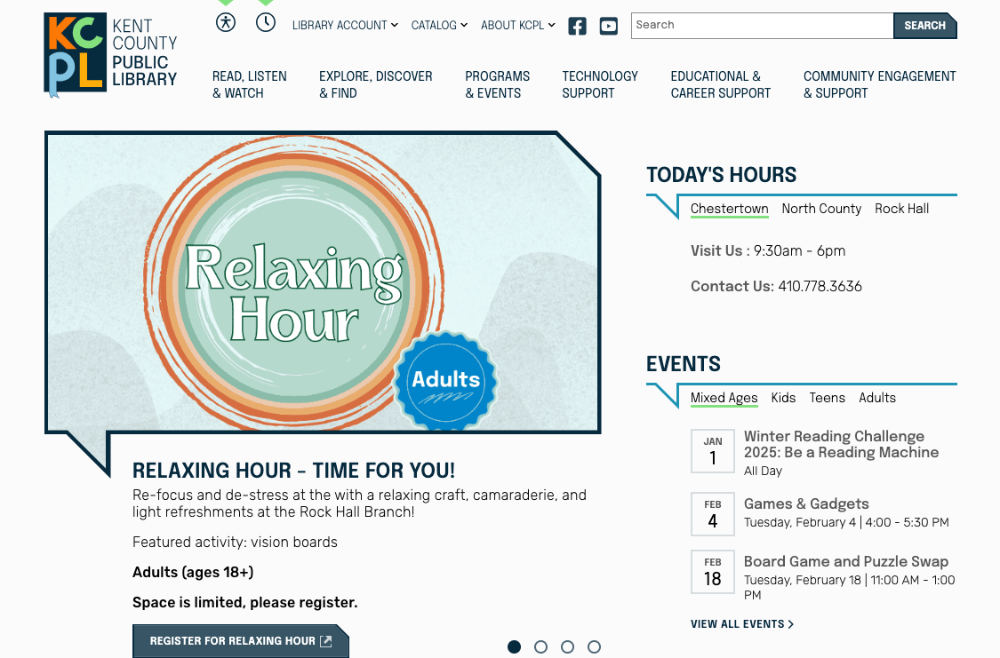 KC
PL
KENT
COUNTY
PUBLIC
LIBRARY
LIBRARY ACCOUNT
CATALOG
ABOUT KCPL
Search
SEARCH
READ, LISTEN
& WATCH
EXPLORE, DISCOVER
& FIND
PROGRAMS
& EVENTS
TECHNOLOGY
SUPPORT
EDUCATIONAL &
CAREER SUPPORT
COMMUNITY ENGAGEMENT
& SUPPORT
Relaxing
Hour
Adults
RELAXING HOUR – TIME FOR YOU!
Re-focus and de-stress at the with a relaxing craft, camaraderie, and
light refreshments at the Rock Hall Branch!
Featured activity: vision boards
Adults (ages 18+)
Space is limited, please register.
REGISTER FOR RELAXING HOUR
TODAY'S HOURS
Chestertown North County Rock Hall
Visit Us : 9:30am - 6pm
Contact Us: 410.778.3636
EVENTS
Mixed Ages Kids Teens Adults
JAN
1
Winter Reading Challenge
2025: Be a Reading Machine
All Day
FEB
4
Games & Gadgets
Tuesday, February 4 | 4:00 - 5:30 PM
FEB
18
Board Game and Puzzle Swap
Tuesday, February 18 | 11:00 AM - 1:00
PM
VIEW ALL EVENTS